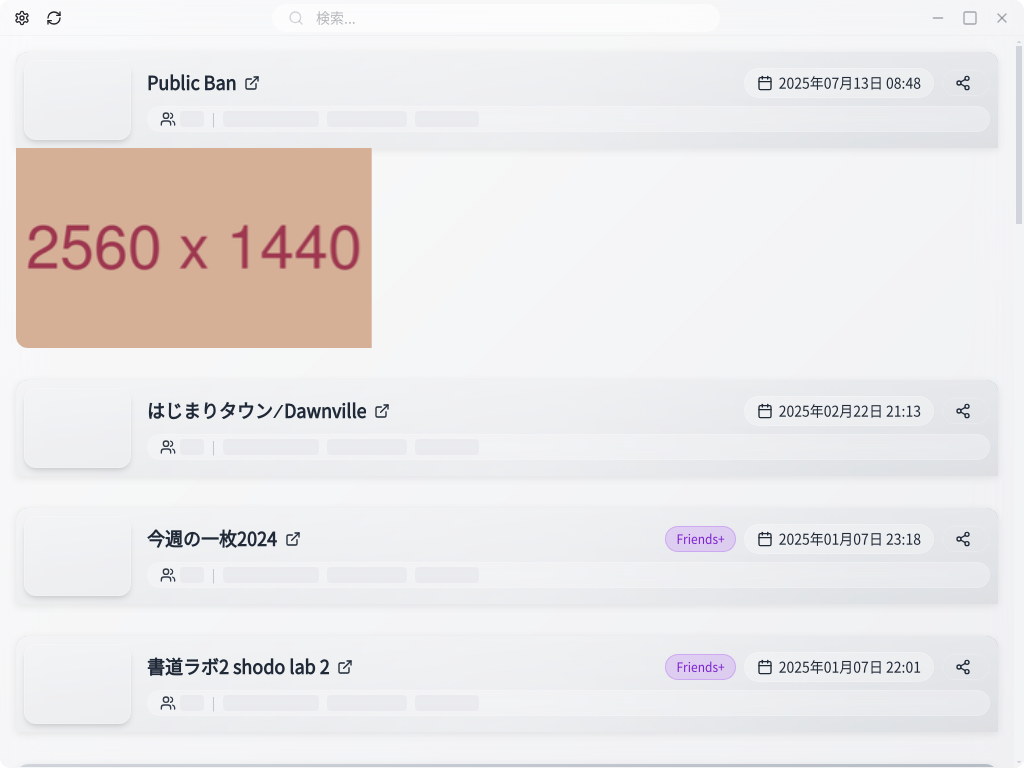 検索...
Public Ban
2025年07月13日 08:48
2560 x 1440
はじまりタウン⁄Dawnville
2025年02月22日 21:13
今週の一枚2024
Friends+
2025年01月07日 23:18
書道ラボ2 shodo lab 2
Friends+
2025年01月07日 22:01